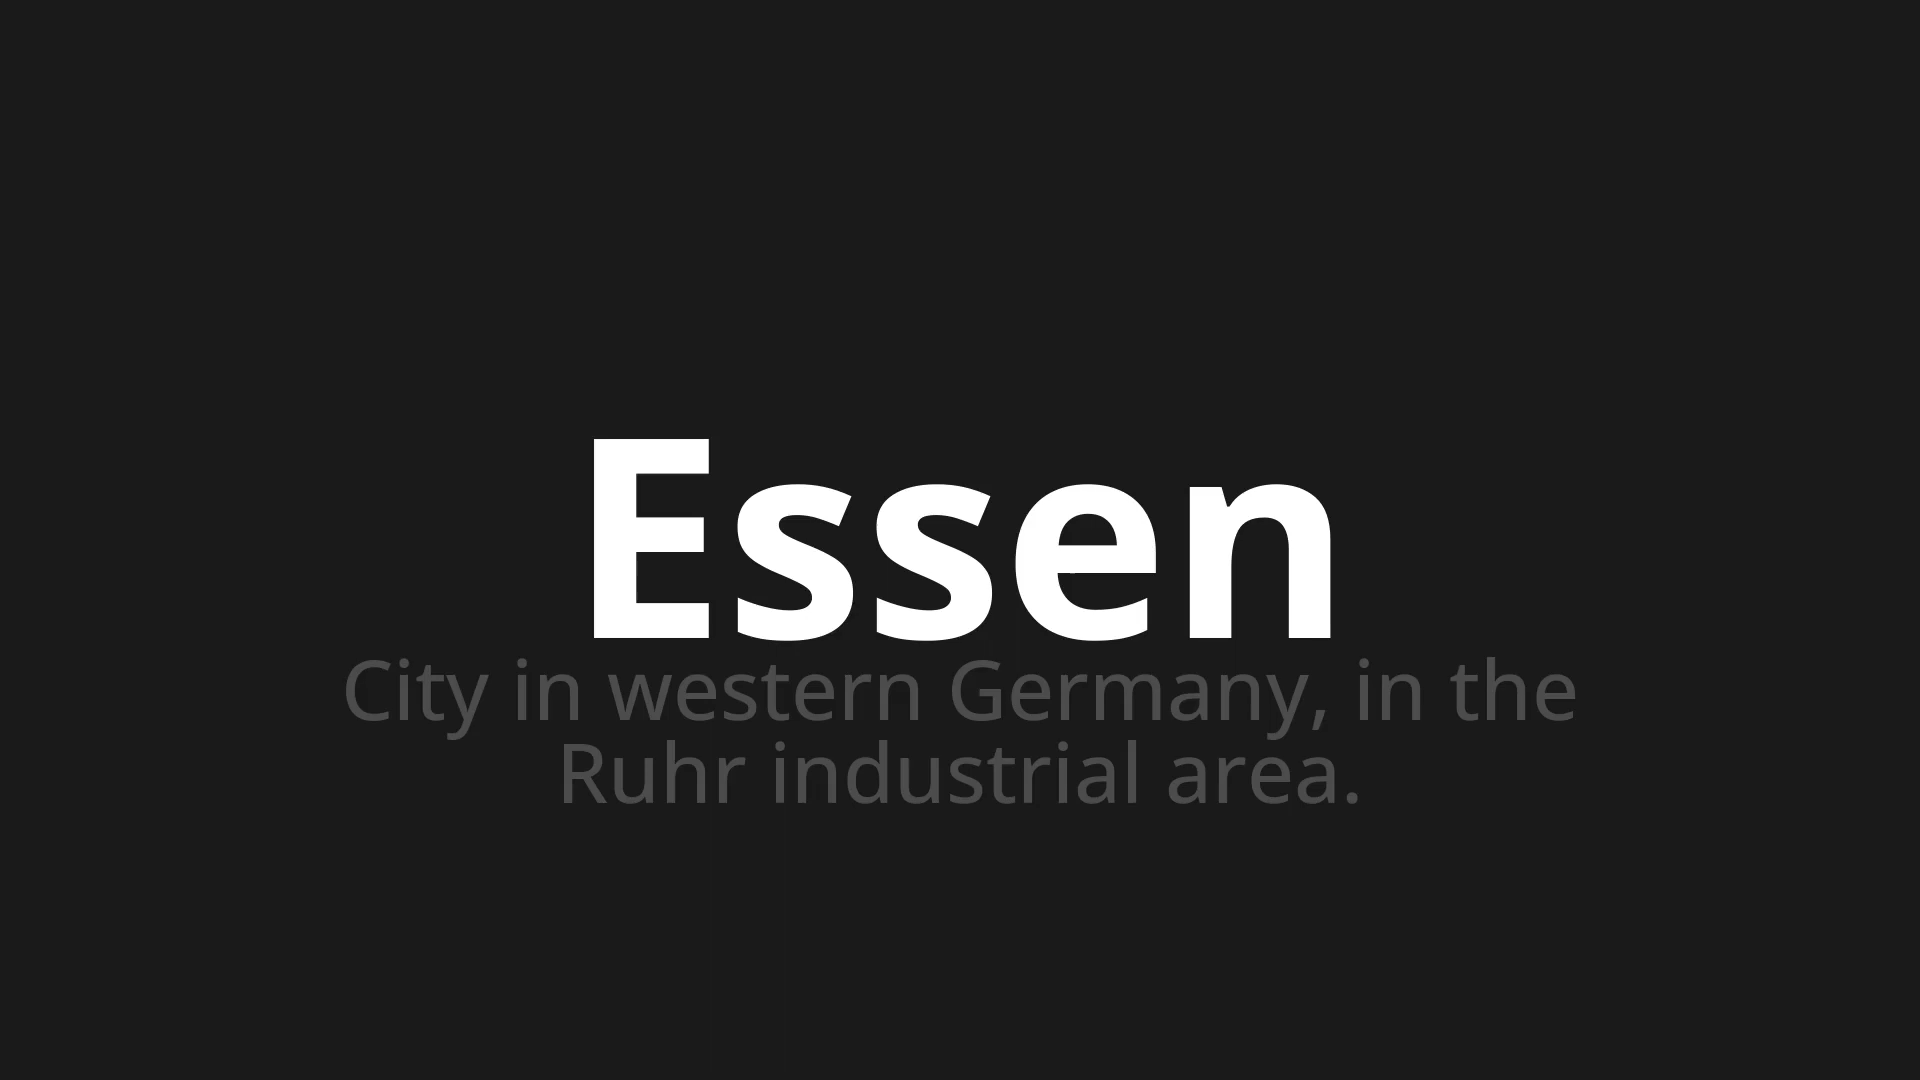 Essen
City in western Germany, in the
Ruhr industrial area.